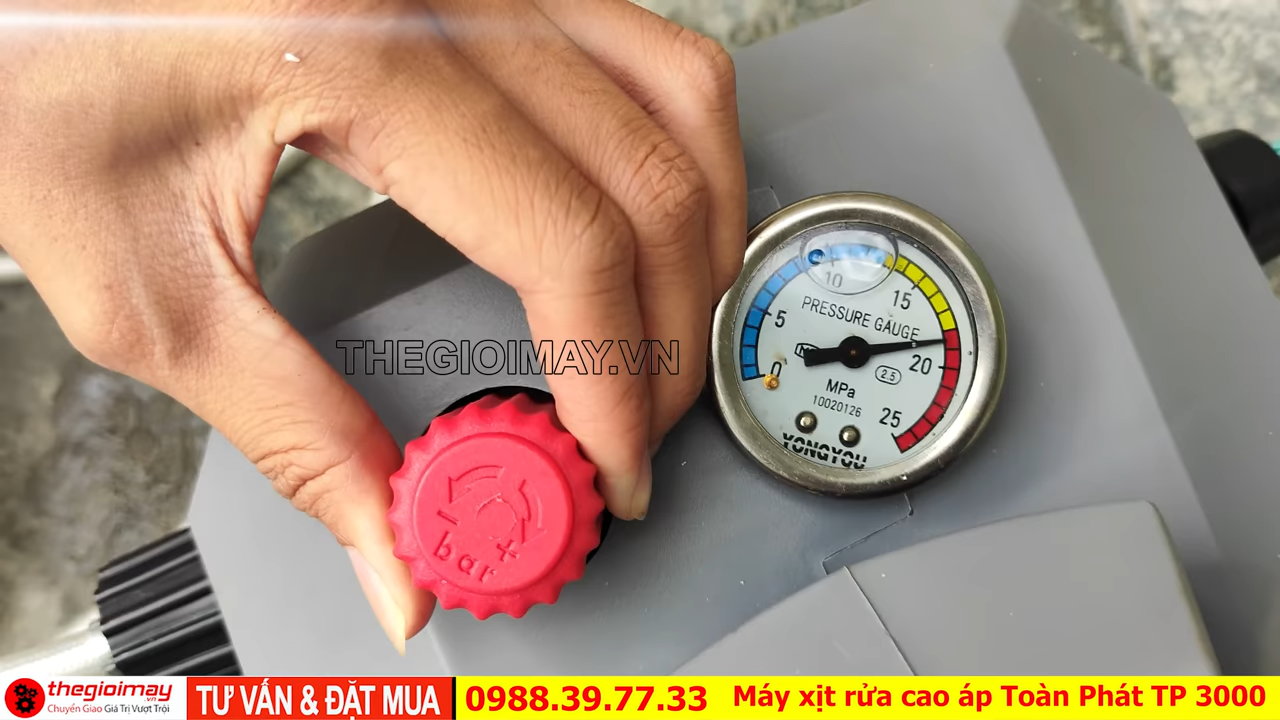 THEGIOIMAY.VN
10
15
5
PRESSURE GAUGE
0
20
2.5
MPa
10020126
25
YONGYOU
- +
bar
thegioimay
.vn
Chuyển Giao Giá Trị Vượt Trội
TƯ VẤN & ĐẶT MUA
0988.39.77.33
Máy xịt rửa cao áp Toàn Phát TP 3000